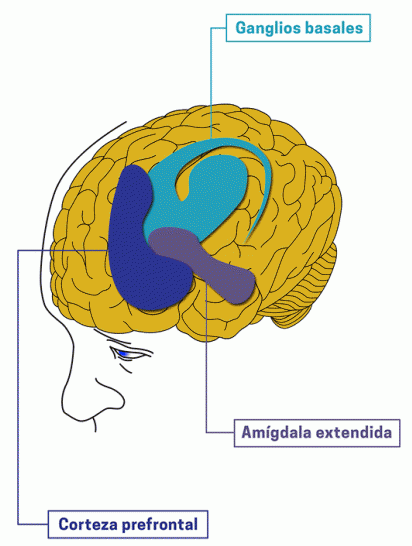 Ganglios basales
Amígdala extendida
Corteza prefrontal